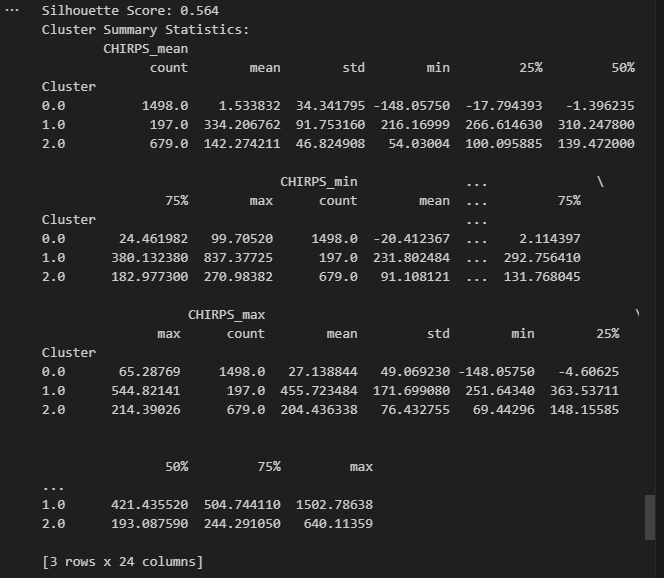 ... Silhouette Score: 0.564
Cluster Summary Statistics:
CHIRPS_mean
count mean std min 25% 50%
Cluster
0.0 1498.0 1.533832 34.341795 -148.05750 -17.794393 -1.396235
1.0 197.0 334.206762 91.753160 216.16999 266.614630 310.247800
2.0 679.0 142.274211 46.824908 54.03004 100.095885 139.472000
CHIRPS_min ... \
75% max count mean ... 75%
Cluster ...
0.0 24.461982 99.70520 1498.0 -20.412367 ... 2.114397
1.0 380.132380 837.37725 197.0 231.802484 ... 292.756410
2.0 182.977300 270.98382 679.0 91.108121 ... 131.768045
CHIRPS_max \
max count mean std min 25%
Cluster
0.0 65.28769 1498.0 27.138844 49.069230 -148.05750 -4.60625
1.0 544.82141 197.0 455.723484 171.699080 251.64340 363.53711
2.0 214.39026 679.0 204.436338 76.432755 69.44296 148.15585
50% 75% max
...
1.0 421.435520 504.744110 1502.78638
2.0 193.087590 244.291050 640.11359
[3 rows x 24 columns]